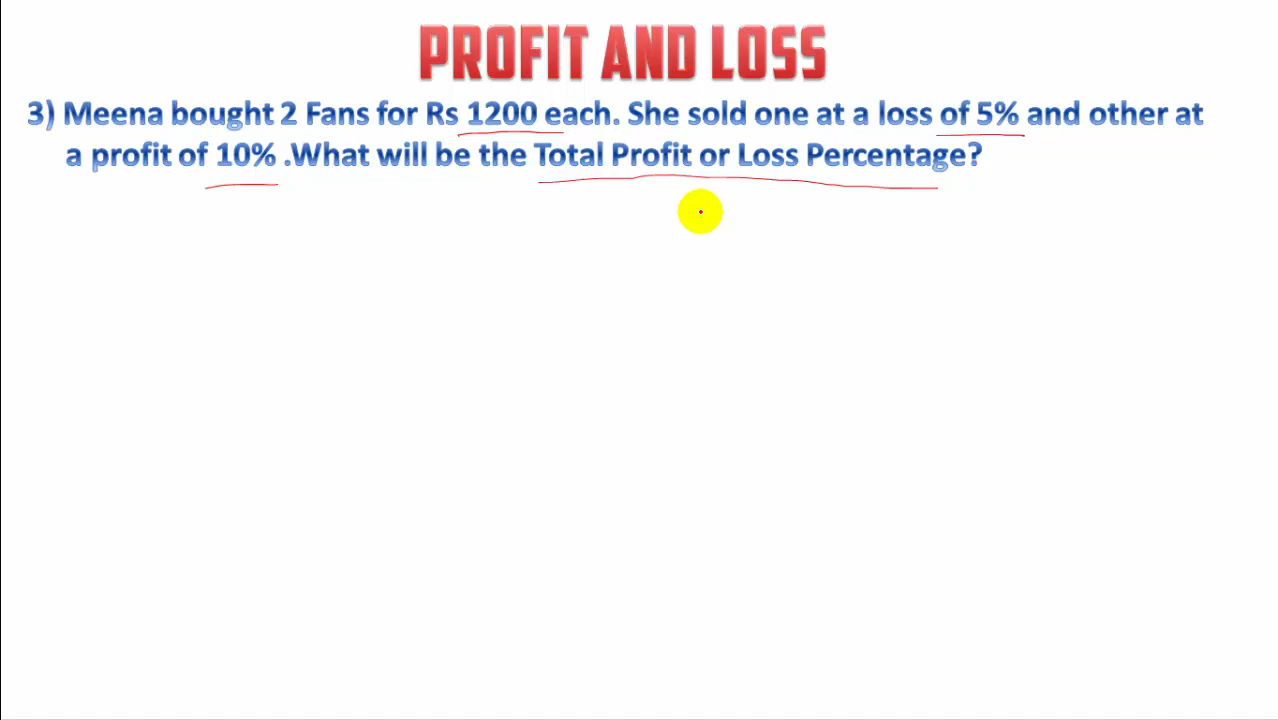 PROFIT AND LOSS
3) Meena bought 2 Fans for Rs 1200 each. She sold one at a loss of 5% and other at
a profit of 10% .What will be the Total Profit or Loss Percentage?